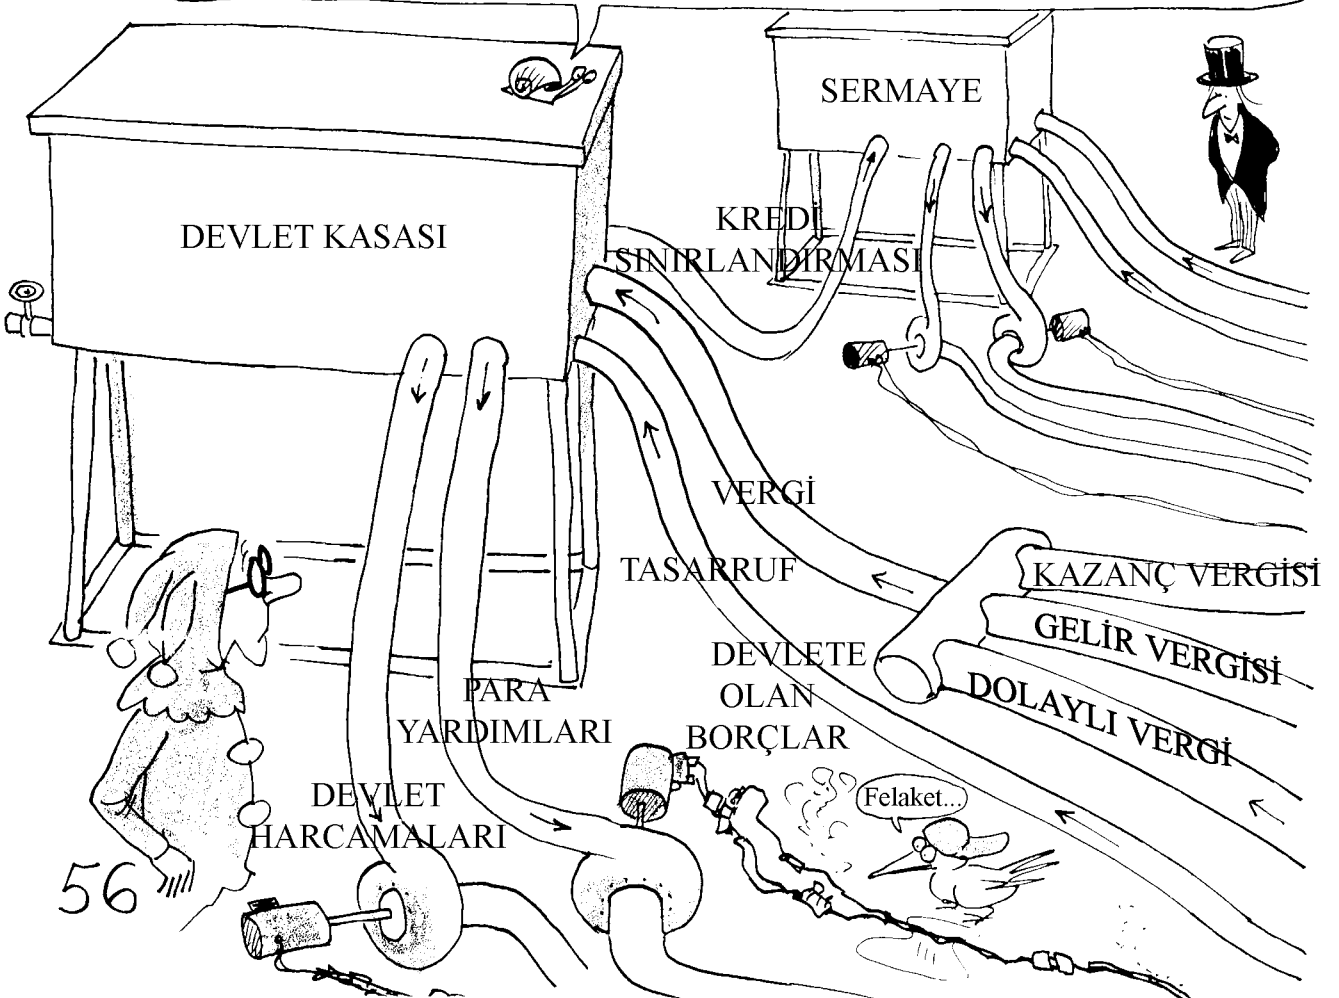 SERMAYE
DEVLET KASASI
KREDİ
SINIRLANDIRMASI
VERGİ
TASARRUF
KAZANÇ VERGİSİ
GELİR VERGİSİ
DOLAYLI VERGİ
DEVLETE
OLAN
BORÇLAR
PARA
YARDIMLARI
DEVLET
HARCAMALARI
Felaket...
56